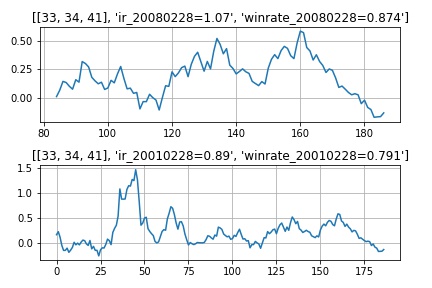 [[33, 34, 41], 'ir_20080228=1.07', 'winrate_20080228=0.874']
0.50
0.25
0.00
80 100 120 140 160 180
[[33, 34, 41], 'ir_20010228=0.89', 'winrate_20010228=0.791']
1.5
1.0
0.5
0.0
0 25 50 75 100 125 150 175